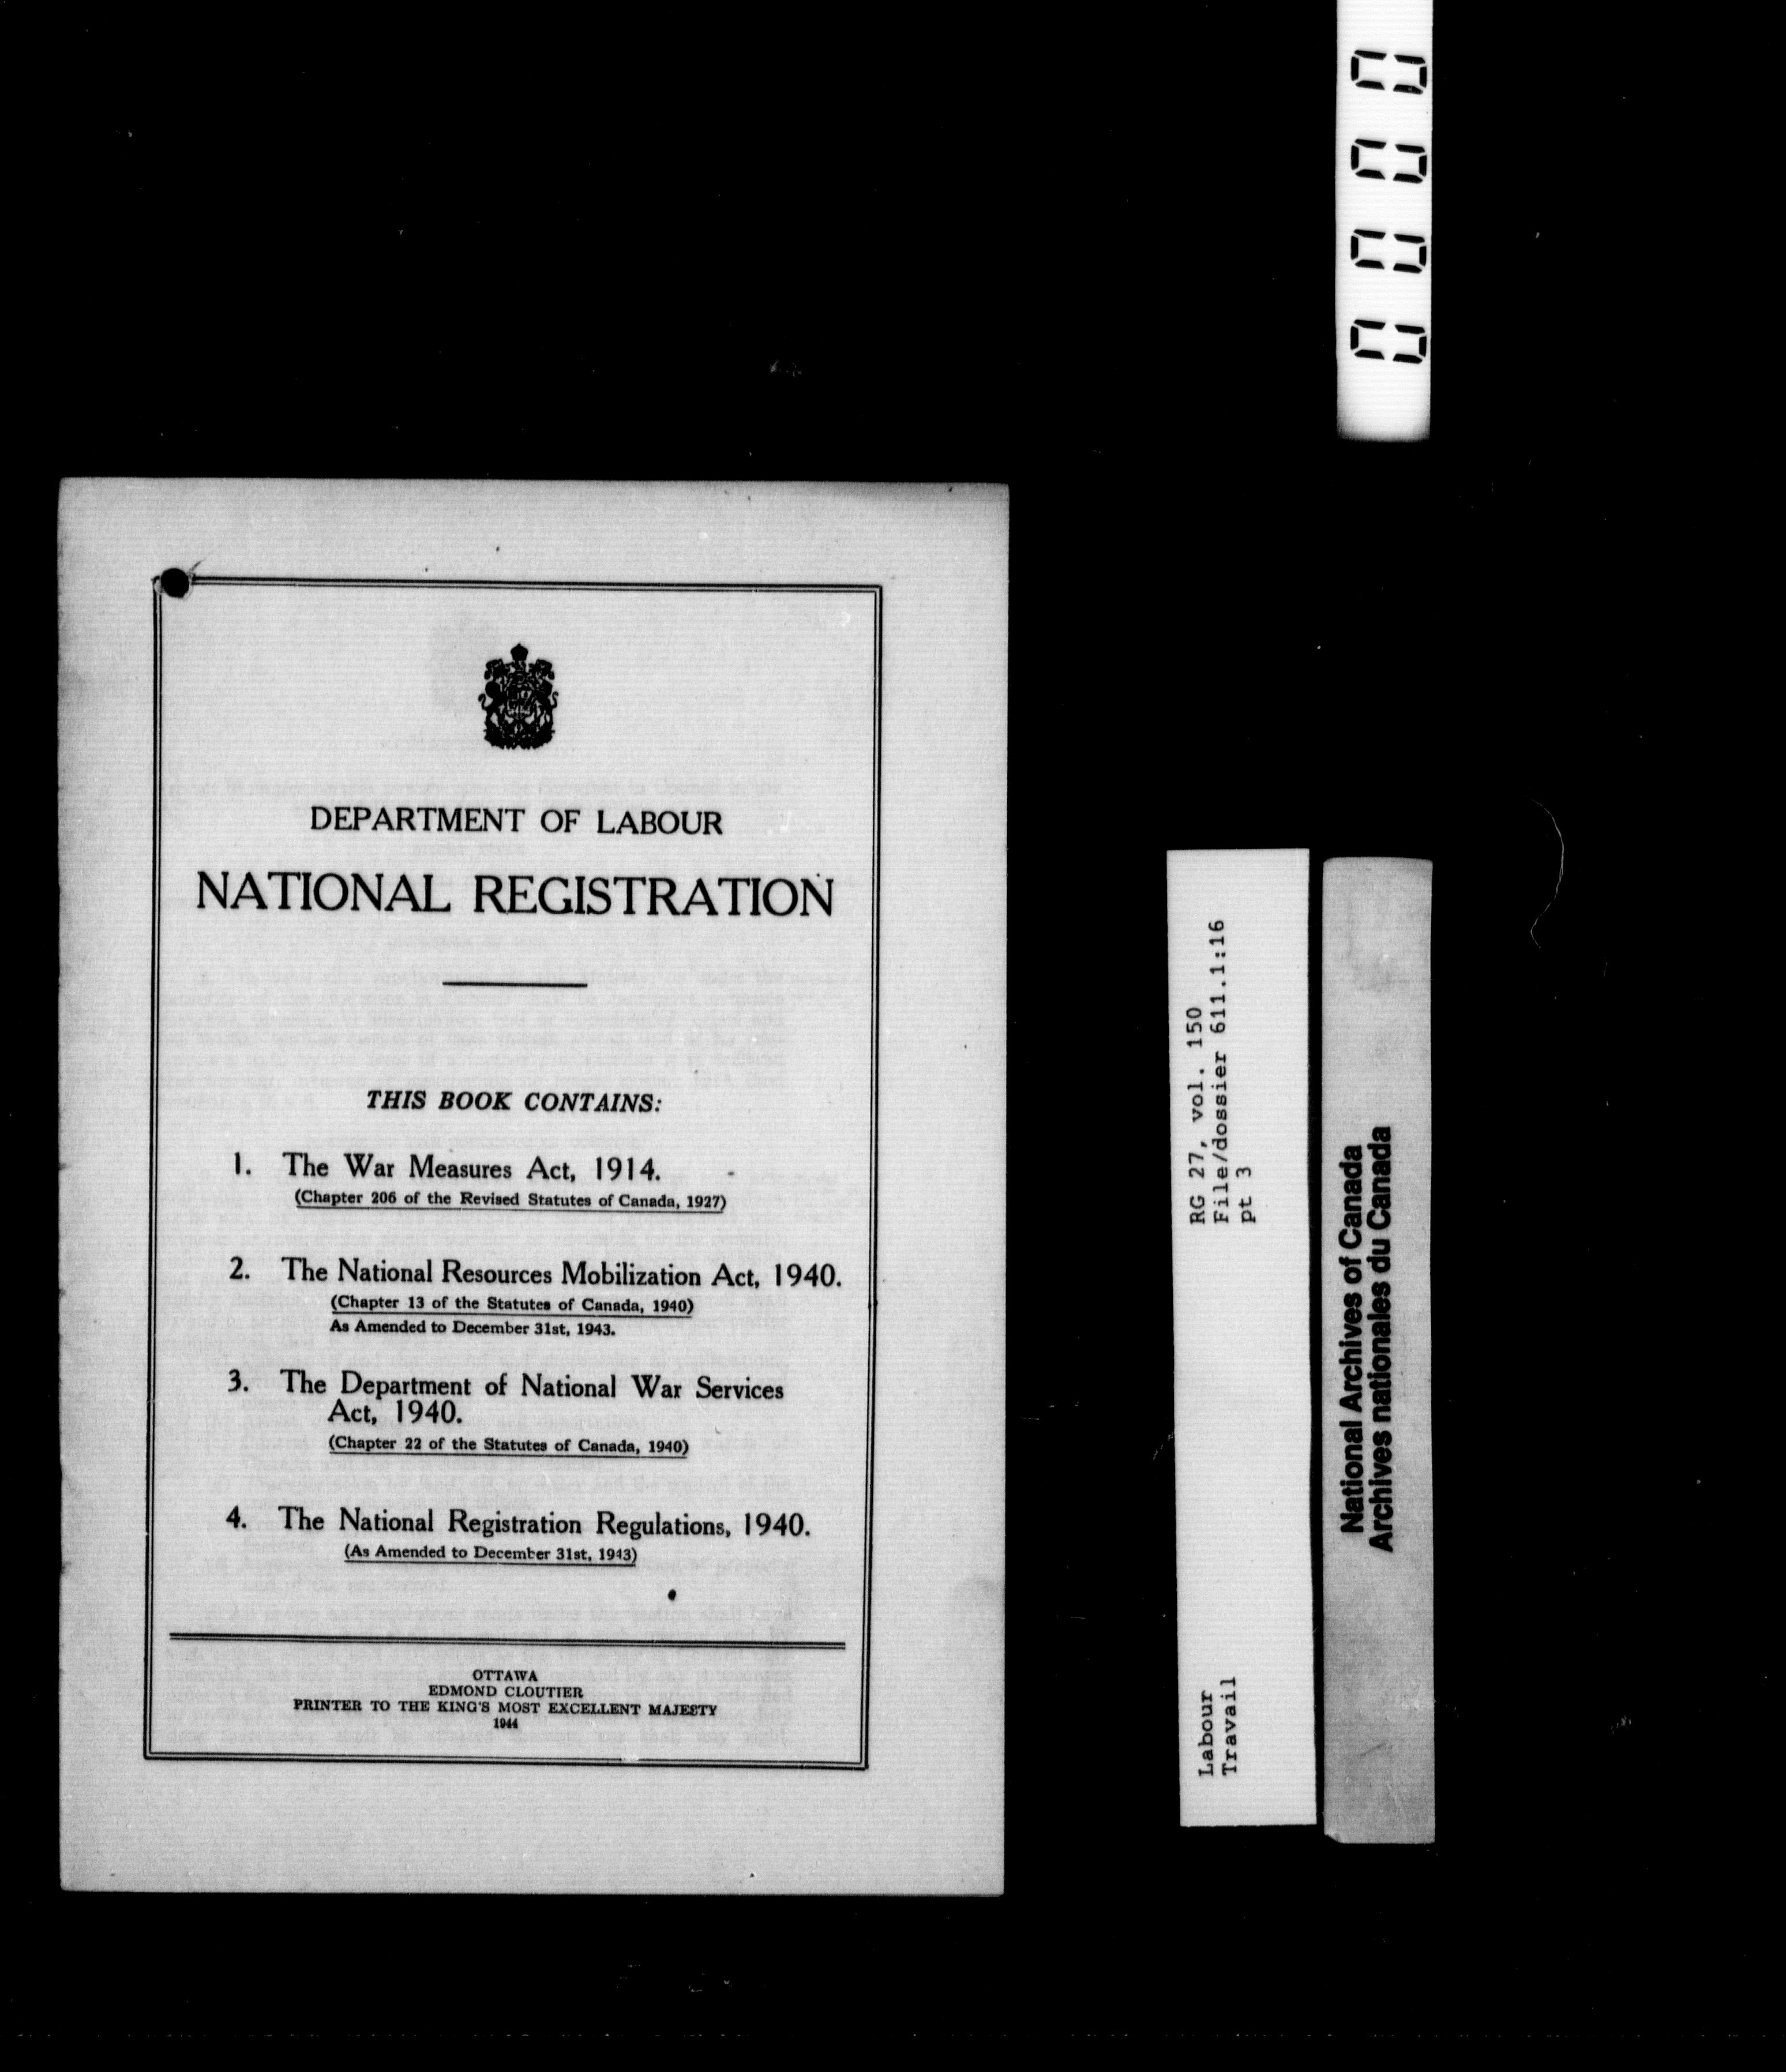 DEPARTMENT OF LABOUR
NATIONAL REGISTRATION
THIS BOOK CONTAINS:
1. The War Measures Act, 1914.
(Chapter 206 of the Revised Statutes of Canada, 1927)
2. The National Resources Mobilization Act, 1940.
(Chapter 13 of the Statutes of Canada, 1940)
As Amended to December 31st, 1943.
3. The Department of National War Services
Act, 1940.
(Chapter 22 of the Statutes of Canada, 1940)
4. The National Registration Regulations, 1940.
(As Amended to December 31st, 1943)
OTTAWA
EDMOND CLOUTIER
PRINTER TO THE KING'S MOST EXCELLENT MAJESTY
1944
0000
RG 27, vol. 150
File/dossier 611.1:16
pt 3
Labour
Travail
National Archives of Canada
Archives nationales du Canada